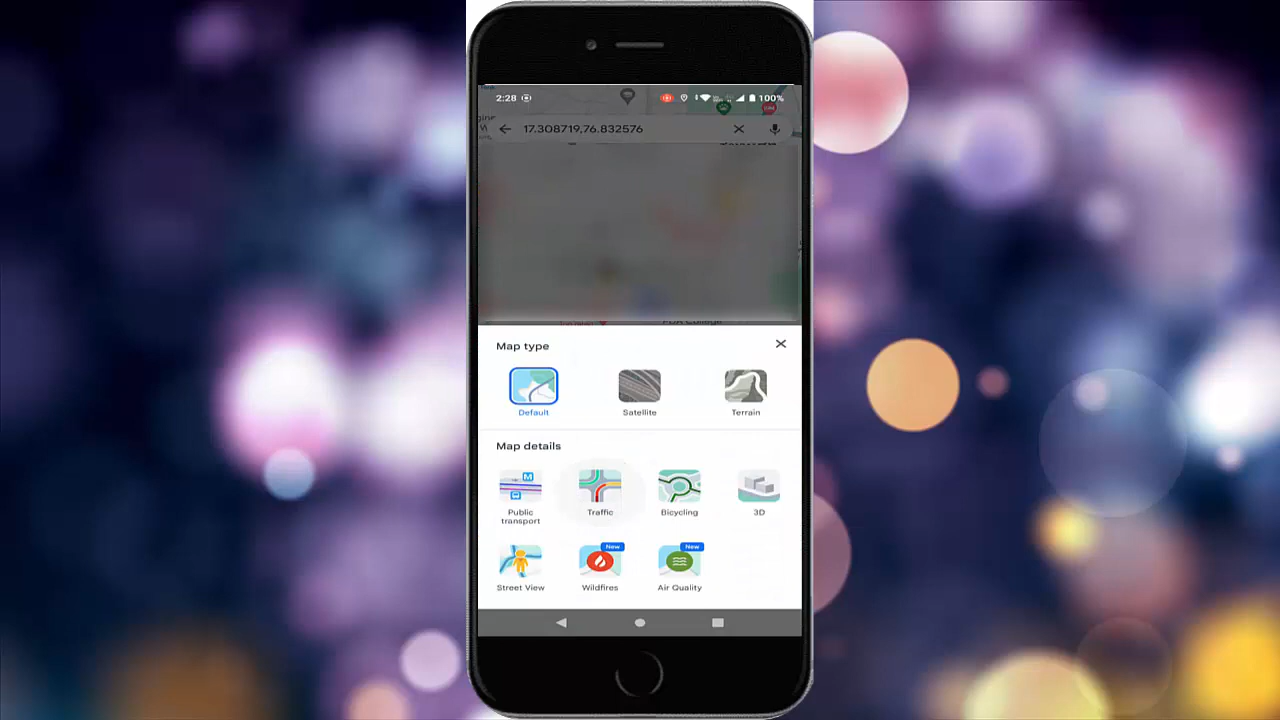 2:28
100%
17.308719,76.832576
Map type
Default
Satellite
Terrain
Map details
Public transport
Traffic
Bicycling
3D
New
New
Street View
Wildfires
Air Quality